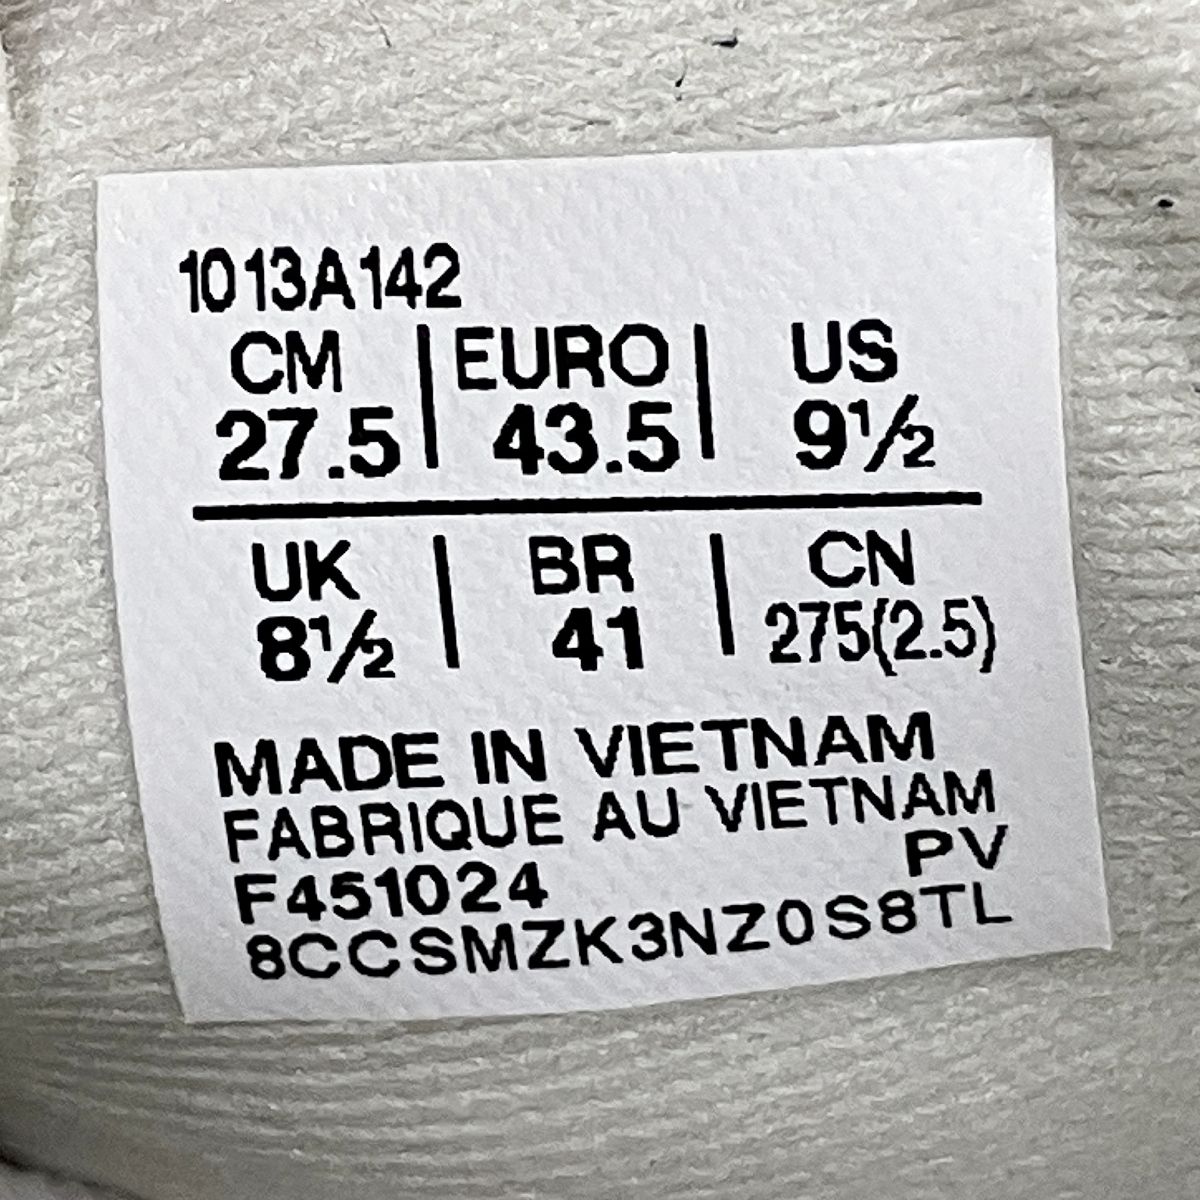 1013A142
CM | EURO | US
27.5 | 43.5 | 9½
UK | BR | CN
8½ | 41 | 275(2.5)
MADE IN VIETNAM
FABRIQUE AU VIETNAM
PV
F451024
8CCSMZK3NZ0S8TL